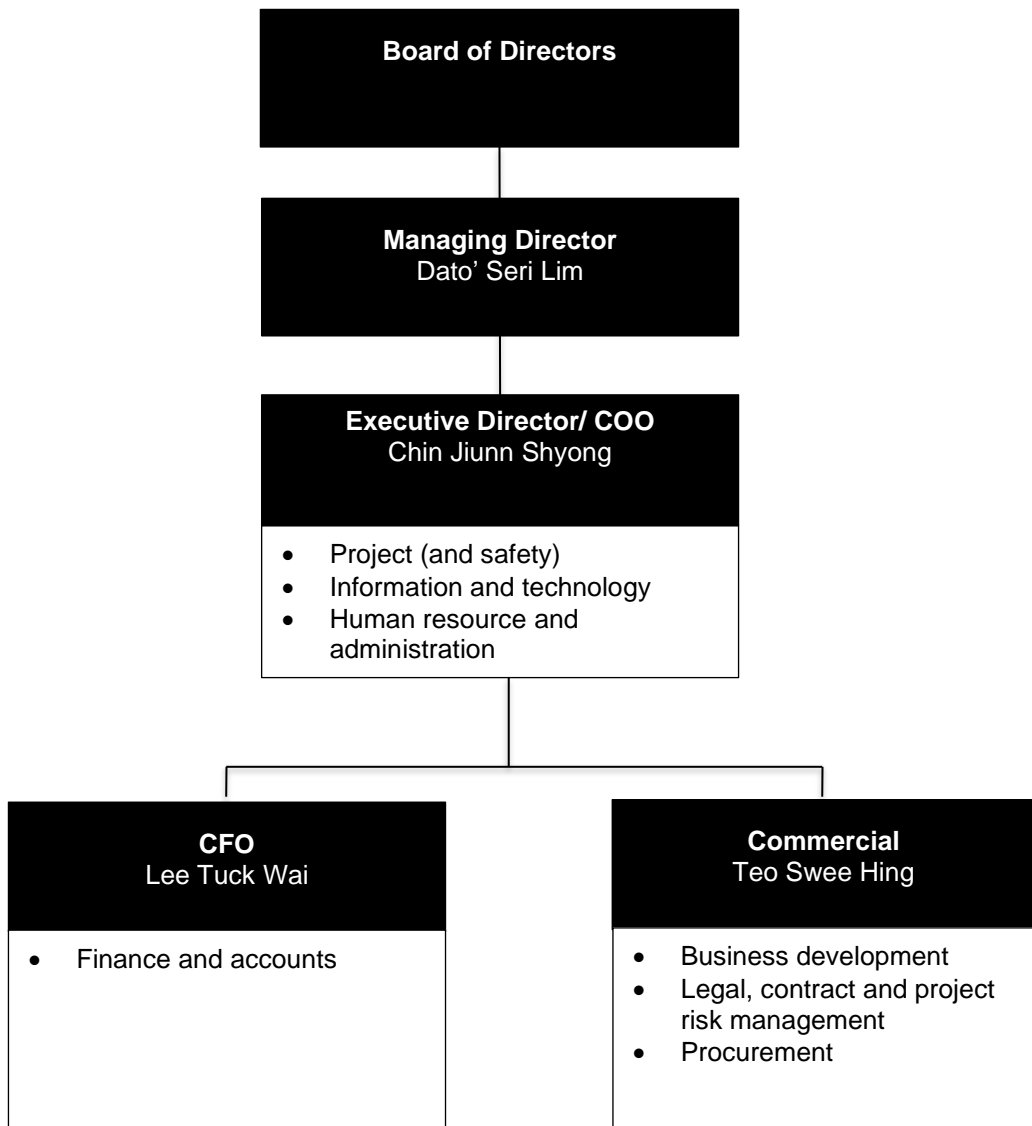 Board of Directors
Managing Director
Dato’ Seri Lim
Executive Director/ COO
Chin Jiunn Shyong
• Project (and safety)
• Information and technology
• Human resource and
administration
CFO
Lee Tuck Wai
• Finance and accounts
Commercial
Teo Swee Hing
• Business development
• Legal, contract and project
risk management
• Procurement